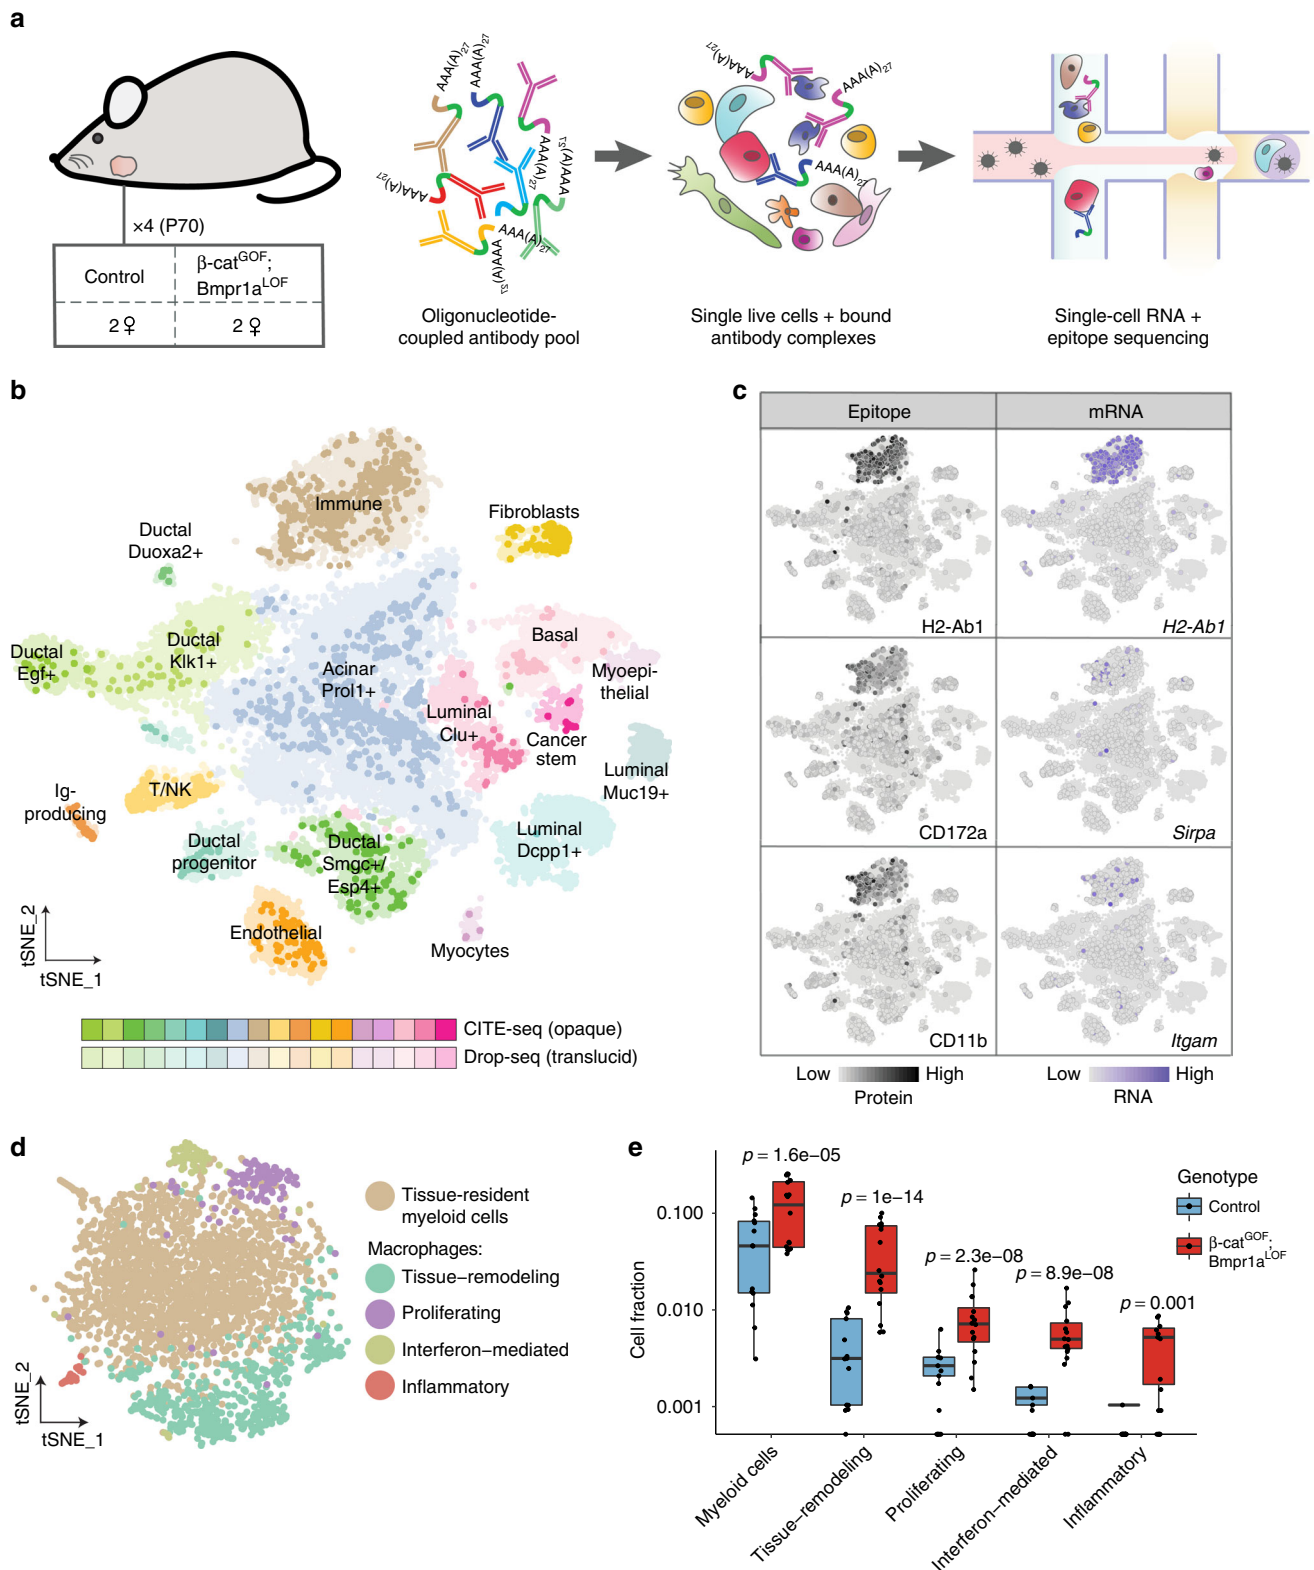 a
AAA(A)27
AAA(A)27
AAA(A)27
AAA(A)27
AAA(A)27
AAA(A)27
AAA(A)27
AAA(A)27
AAA(A)27
AAA(A)27
×4 (P70)
Control
β-catGOF;
Bmpr1aLOF
2♀
2♀
Oligonucleotide-
coupled antibody pool
Single live cells + bound
antibody complexes
Single-cell RNA +
epitope sequencing
b
Immune
Fibroblasts
Ductal
Duoxa2+
Ductal
Klk1+
Ductal
Egf+
Acinar
Prol1+
Basal
Myoepi-
thelial
Luminal
Clu+
Cancer
stem
Luminal
Muc19+
T/NK
Ig-
producing
Ductal
progenitor
Ductal
Smgc+/
Esp4+
Luminal
Dcpp1+
Endothelial
Myocytes
tSNE_2
tSNE_1
CITE-seq (opaque)
Drop-seq (translucid)
c
Epitope
mRNA
H2-Ab1
H2-Ab1
CD172a
Sirpa
CD11b
Itgam
Low
High
Protein
Low
High
RNA
d
Tissue-resident
myeloid cells
Macrophages:
Tissue–remodeling
Proliferating
Interferon–mediated
Inflammatory
tSNE_2
tSNE_1
e
p = 1.6e−05
p = 1e−14
p = 2.3e−08
p = 8.9e−08
p = 0.001
Genotype
Control
β-catGOF;
Bmpr1aLOF
Cell fraction
0.100
0.010
0.001
Myeloid cells
Tissue–remodeling
Proliferating
Interferon–mediated
Inflammatory